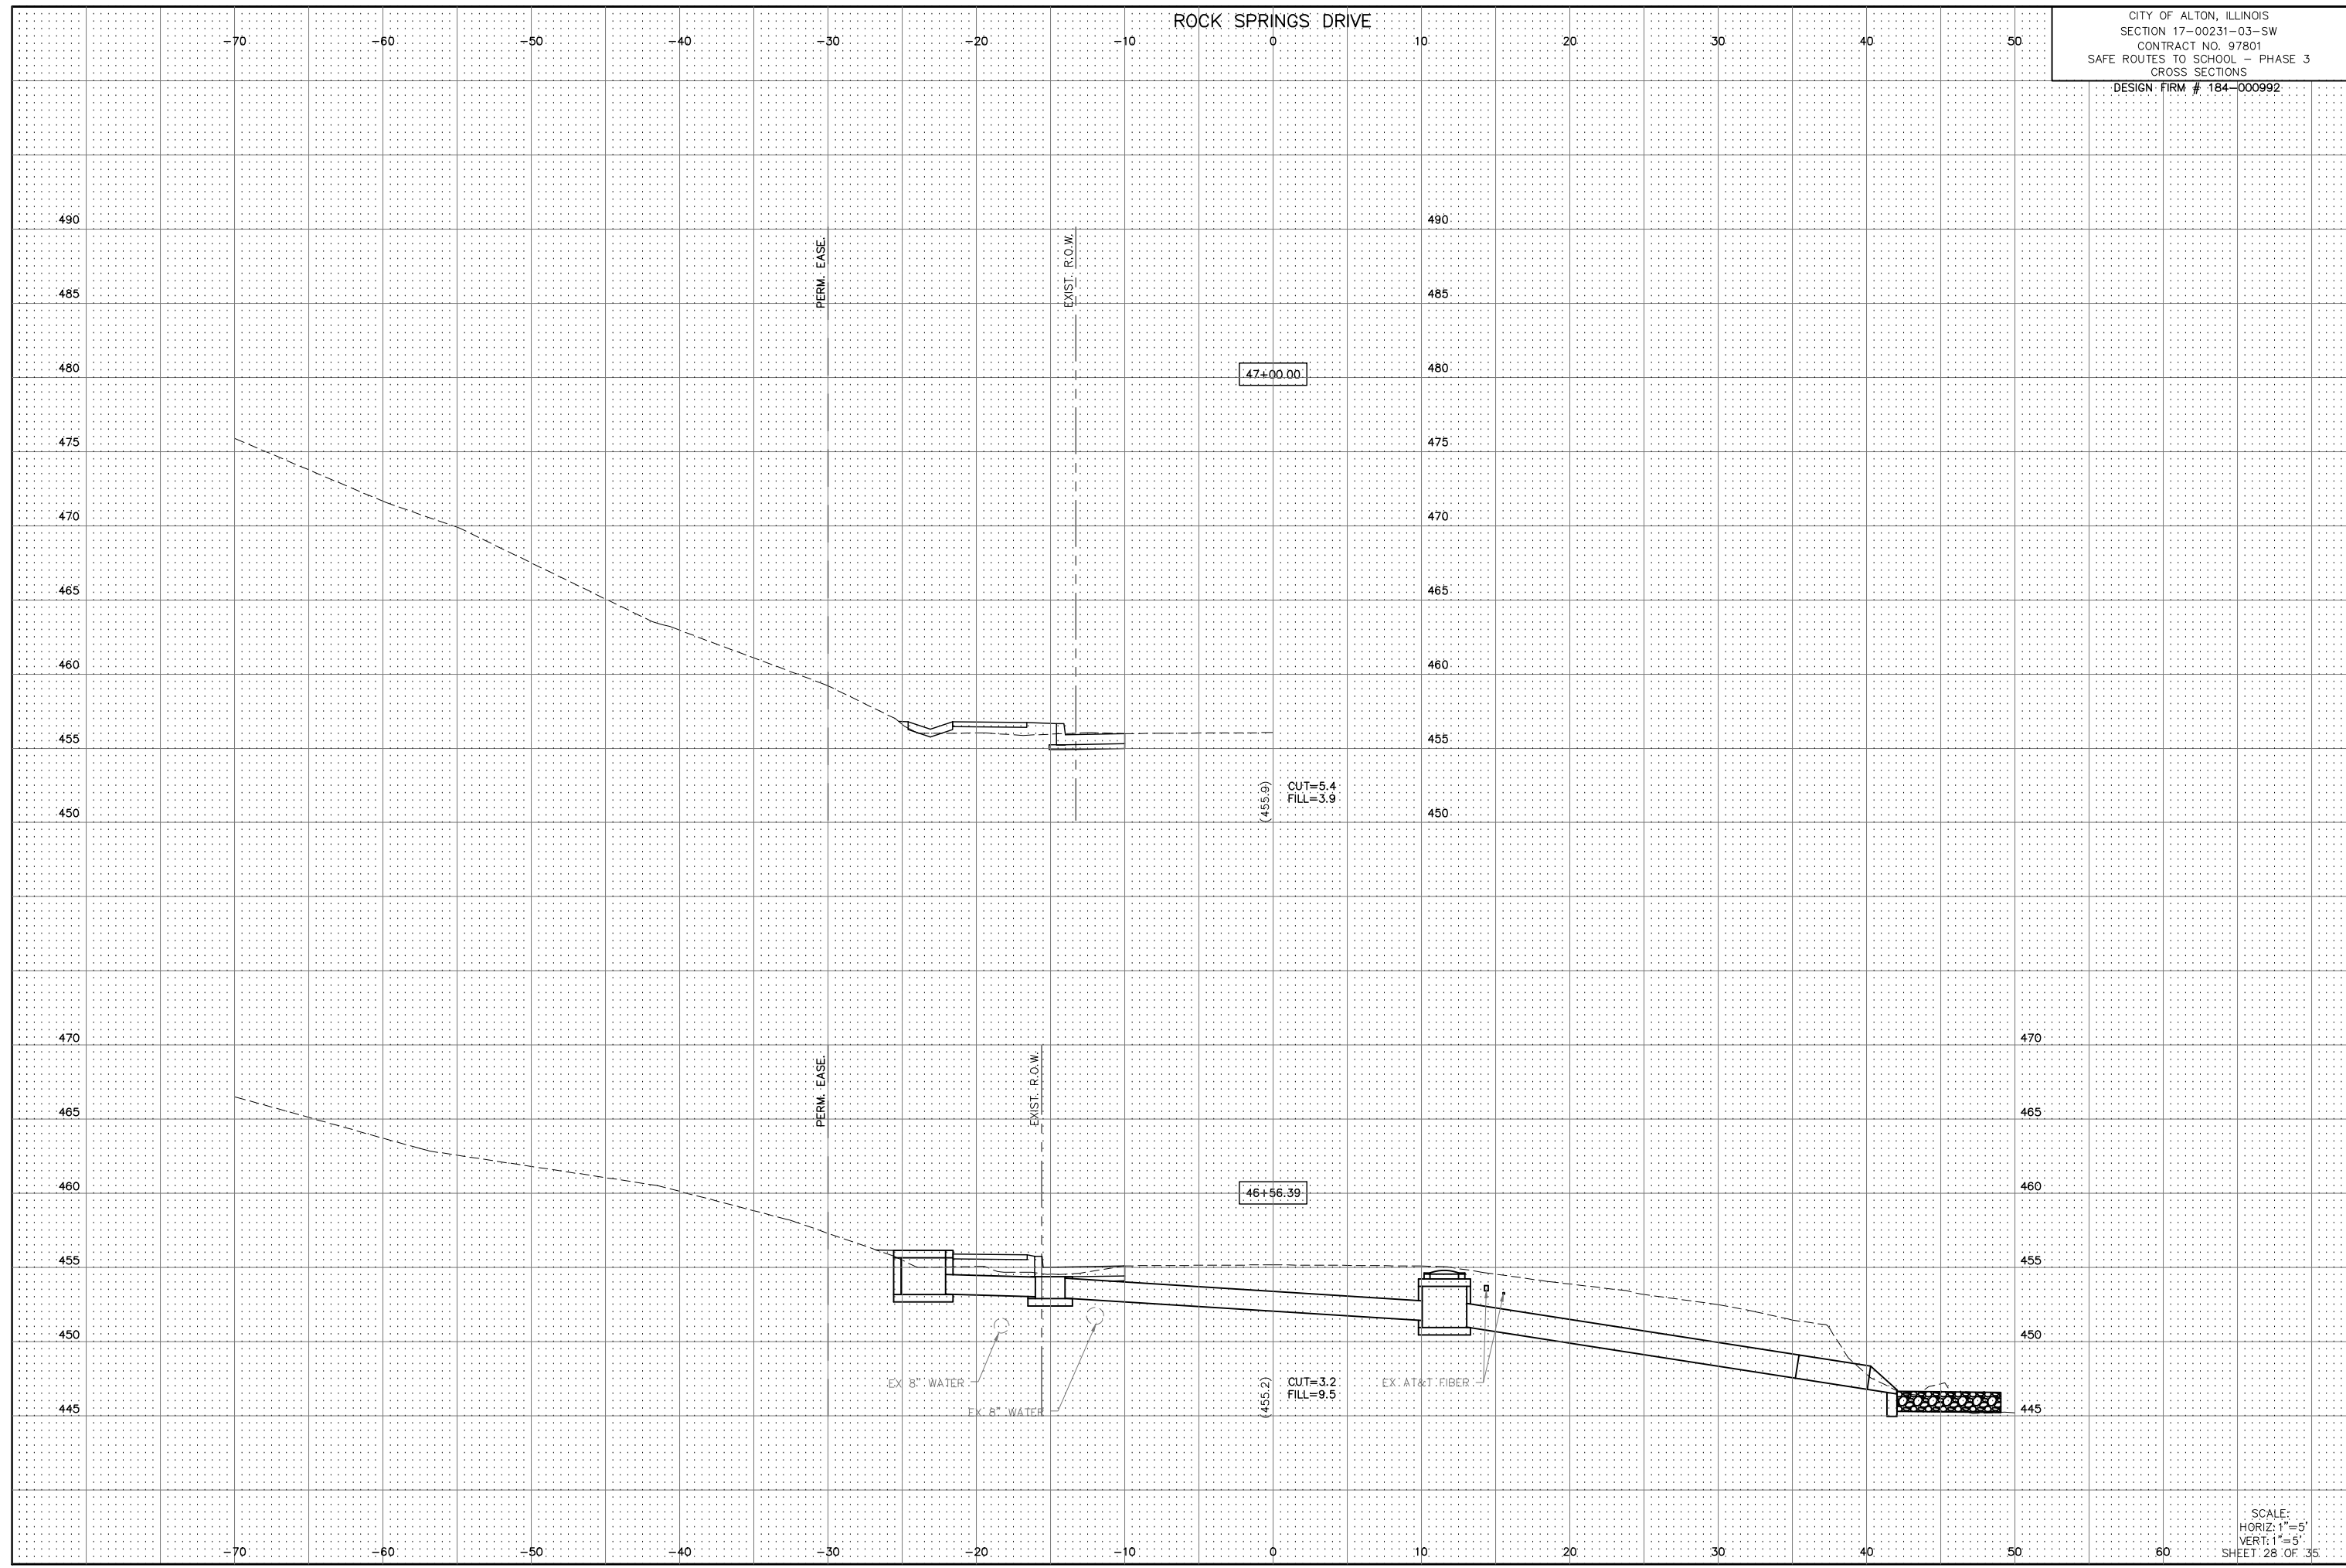 ROCK SPRINGS DRIVE
CITY OF ALTON, ILLINOIS
SECTION 17-00231-03-SW
CONTRACT NO. 97801
SAFE ROUTES TO SCHOOL - PHASE 3
CROSS SECTIONS
DESIGN FIRM # 184-000992
-70 -60 -50 -40 -30 -20 -10 0 10 20 30 40 50
490 490
PERM. EASE.
EXIST. R.O.W.
485 485
480 47+00.00 480
475 475
470 470
465 465
460 460
455 455
(455.9)
CUT=5.4
FILL=3.9
450 450
470 470
PERM. EASE.
EXIST. R.O.W.
465 465
460 46+56.39 460
455 455
450 450
EX 8" WATER
(455.2)
CUT=3.2
FILL=9.5
EX AT&T FIBER
EX 8" WATER
445 445
SCALE:
HORIZ: 1"=5'
VERT: 1"=5'
SHEET 28 OF 35
-70 -60 -50 -40 -30 -20 -10 0 10 20 30 40 50 60